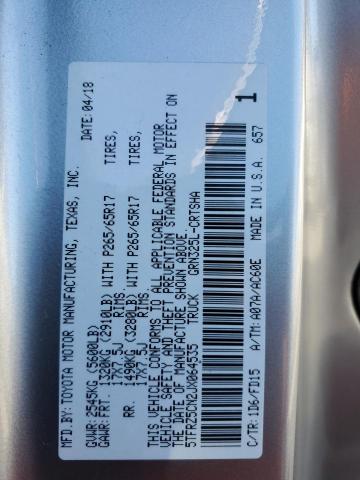 MFD.BY: TOYOTA MOTOR MANUFACTURING, TEXAS, INC. DATE: 04/18
GVWR: 2545KG (5600LB)
GAWR: FRT. 1320KG (2910LB) WITH P265/65R17 TIRES,
17X7.5J RIMS.
RR. 1490KG (3280LB) WITH P265/65R17 TIRES,
17X7.5J RIMS.
THIS VEHICLE CONFORMS TO ALL APPLICABLE FEDERAL MOTOR
VEHICLE SAFETY AND THEFT PREVENTION STANDARDS IN EFFECT ON
THE DATE OF MANUFACTURE SHOWN ABOVE.
5TFRZ5CN2JX064535 TRUCK GRN325L-CRTSHA
1
C/TR: 1D6/FD15 A/TM: A07A/AC60E MADE IN U.S.A. 657